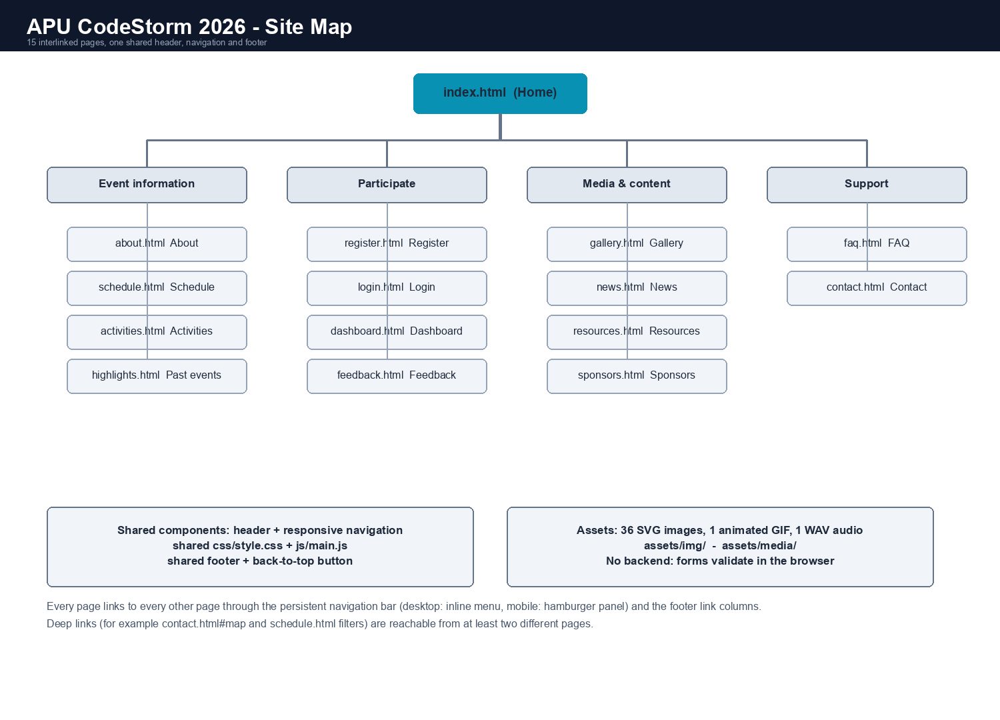 APU CodeStorm 2026 - Site Map
15 interlinked pages, one shared header, navigation and footer
index.html  (Home)
Event information
Participate
Media & content
Support
about.html  About
register.html  Register
gallery.html  Gallery
faq.html  FAQ
schedule.html  Schedule
login.html  Login
news.html  News
contact.html  Contact
activities.html  Activities
dashboard.html  Dashboard
resources.html  Resources
highlights.html  Past events
feedback.html  Feedback
sponsors.html  Sponsors
Shared components: header + responsive navigation
shared css/style.css + js/main.js
shared footer + back-to-top button
Assets: 36 SVG images, 1 animated GIF, 1 WAV audio
assets/img/  -  assets/media/
No backend: forms validate in the browser
Every page links to every other page through the persistent navigation bar (desktop: inline menu, mobile: hamburger panel) and the footer link columns.
Deep links (for example contact.html#map and schedule.html filters) are reachable from at least two different pages.